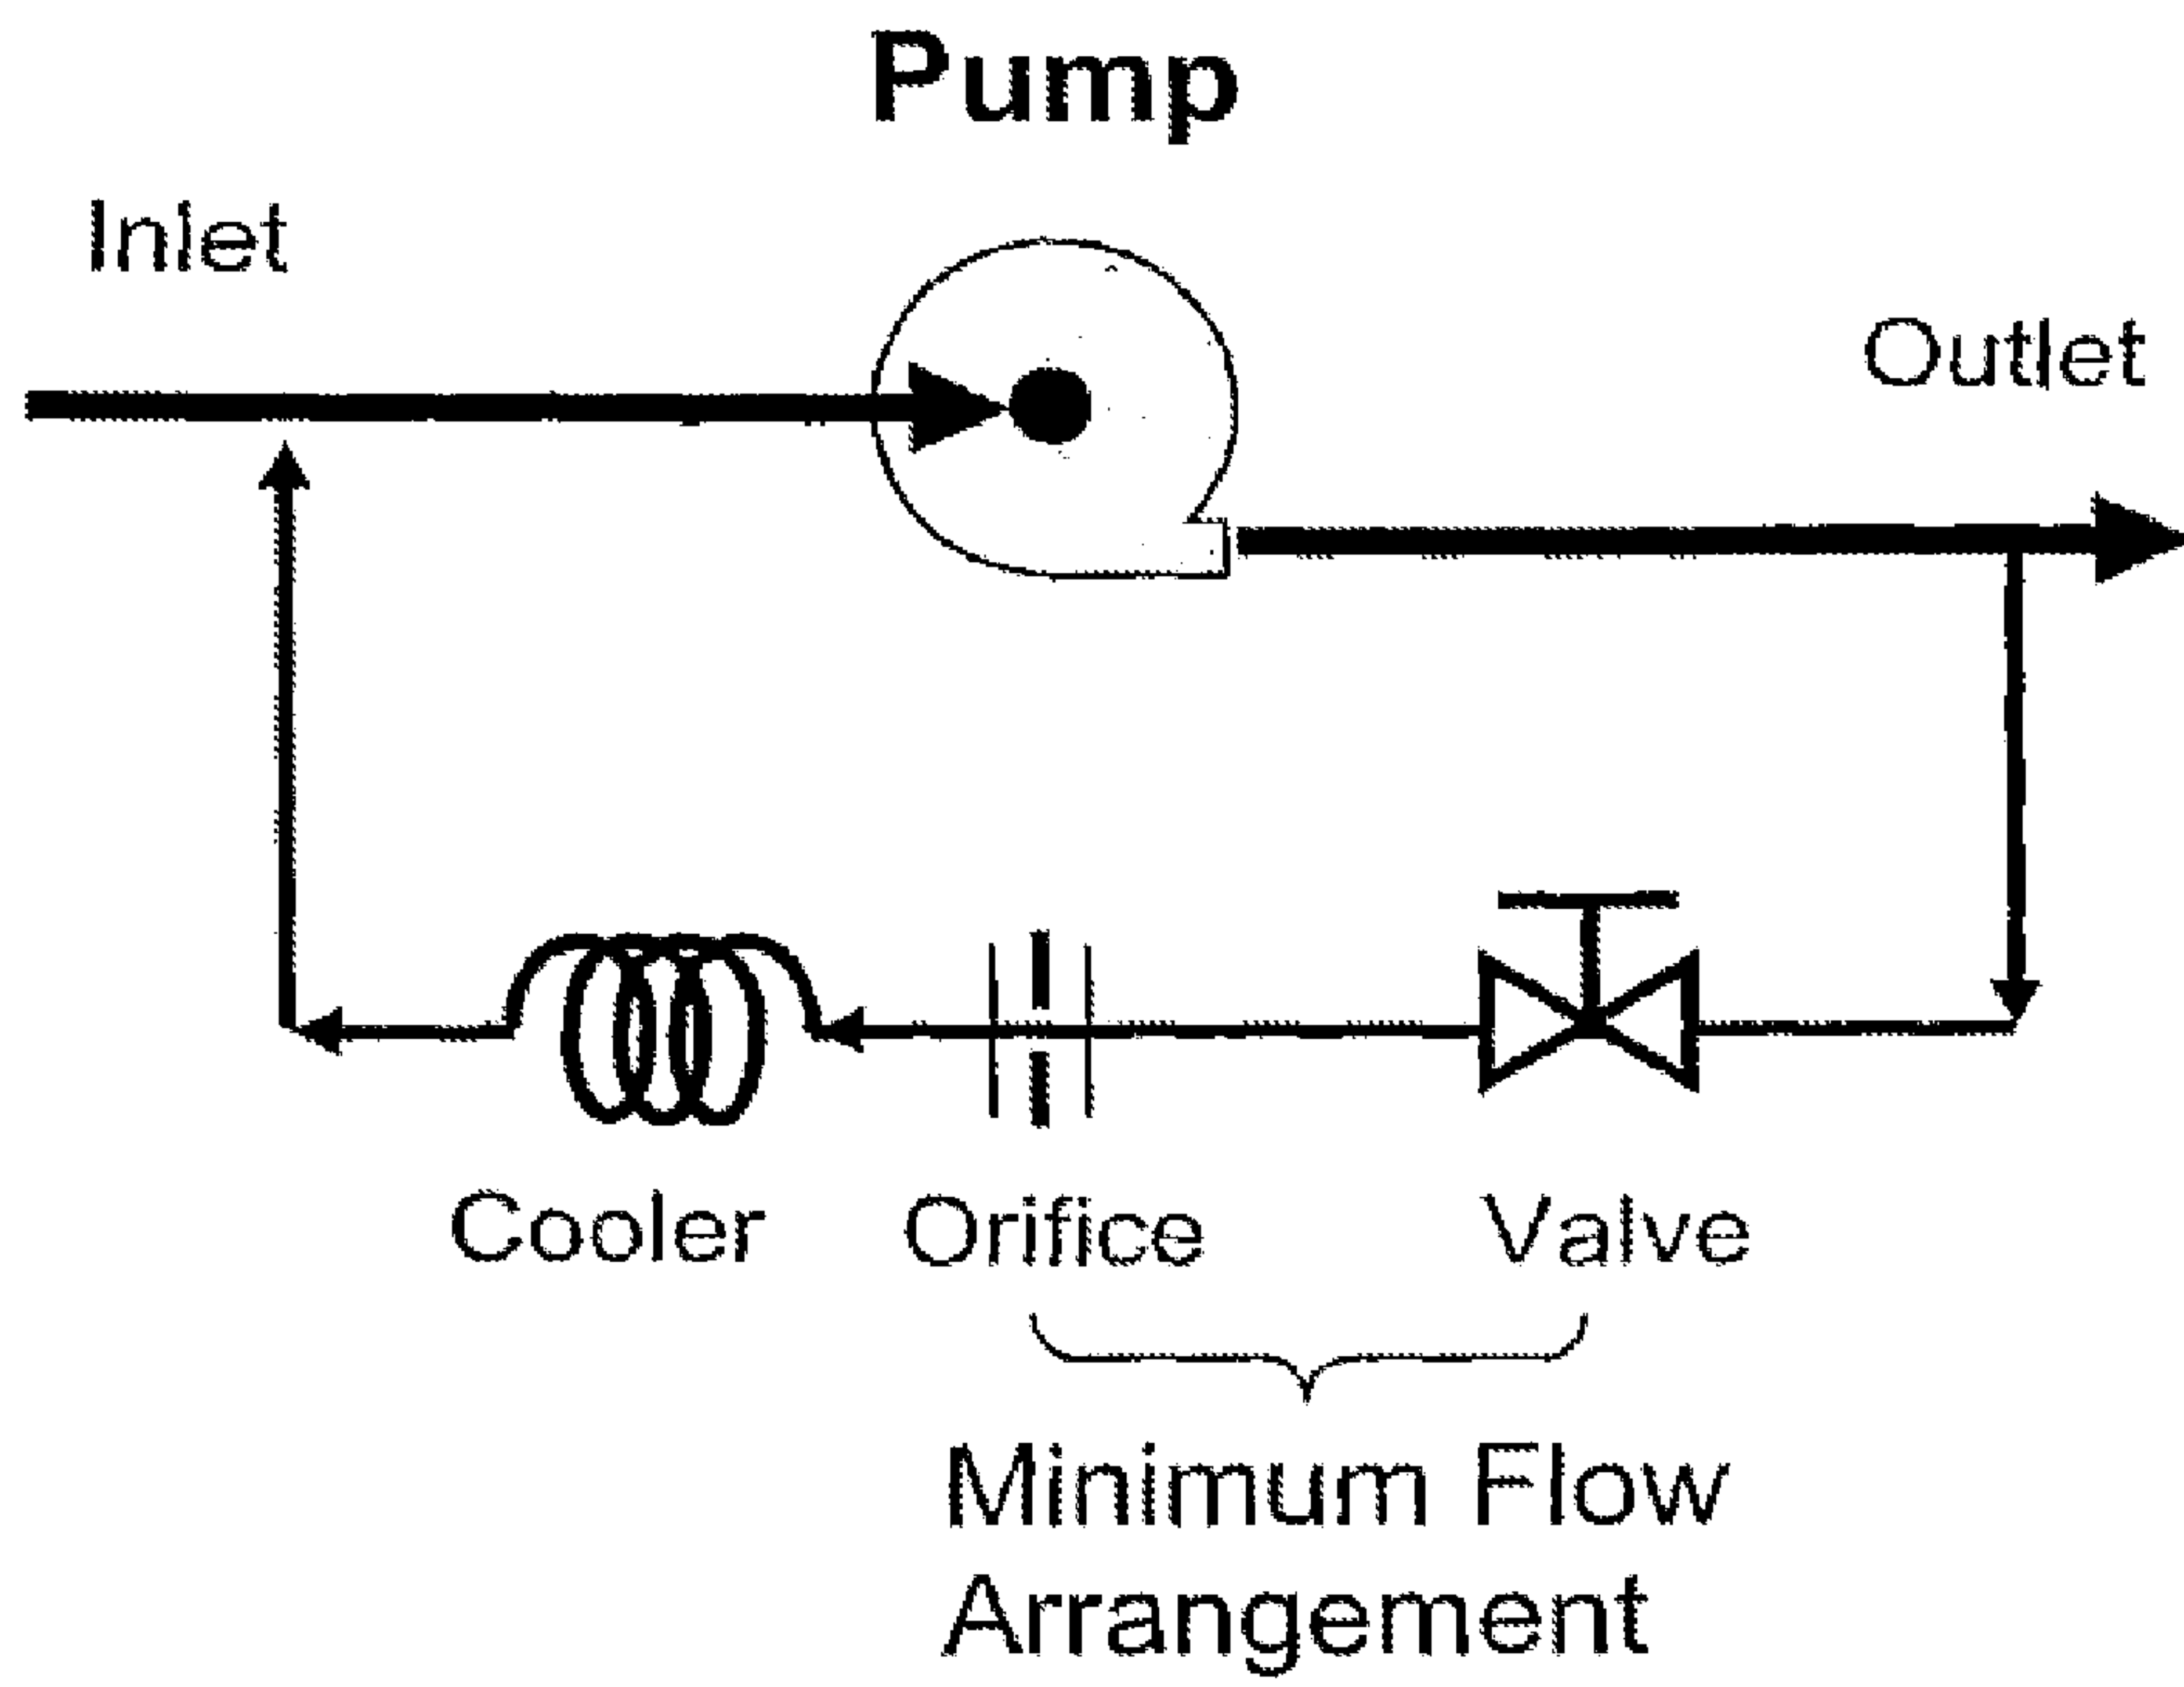 Pump
Inlet
Outlet
Cooler
Orifice
Valve
Minimum Flow
Arrangement